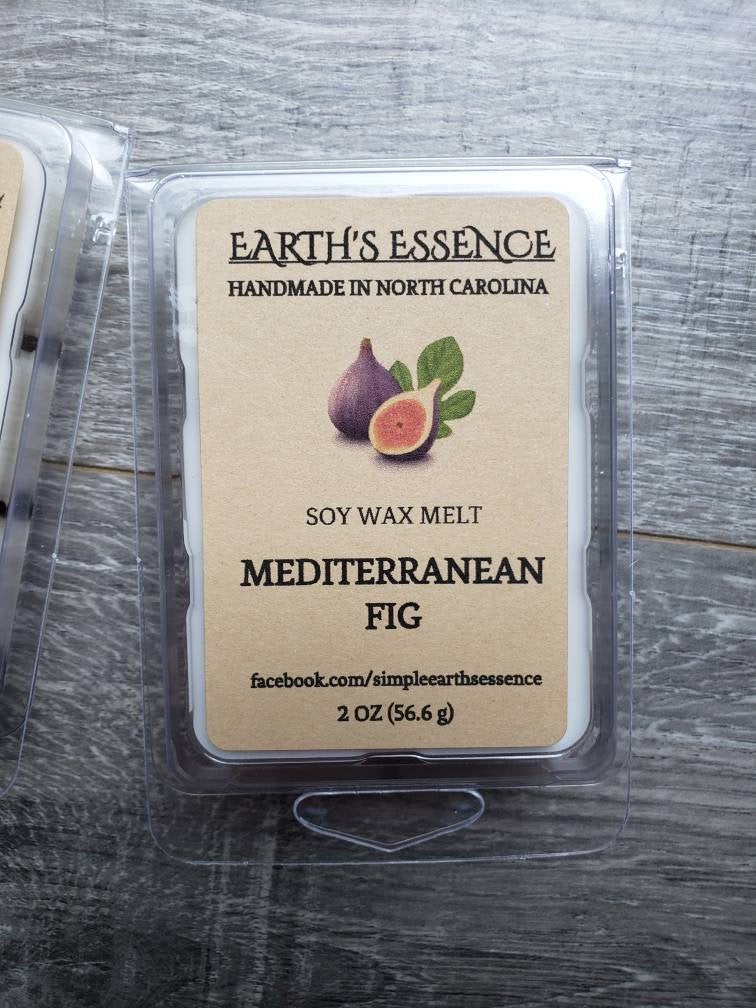 EARTH'S ESSENCE
HANDMADE IN NORTH CAROLINA
SOY WAX MELT
MEDITERRANEAN
FIG
facebook.com/simpleearthsessence
2 OZ (56.6 g)